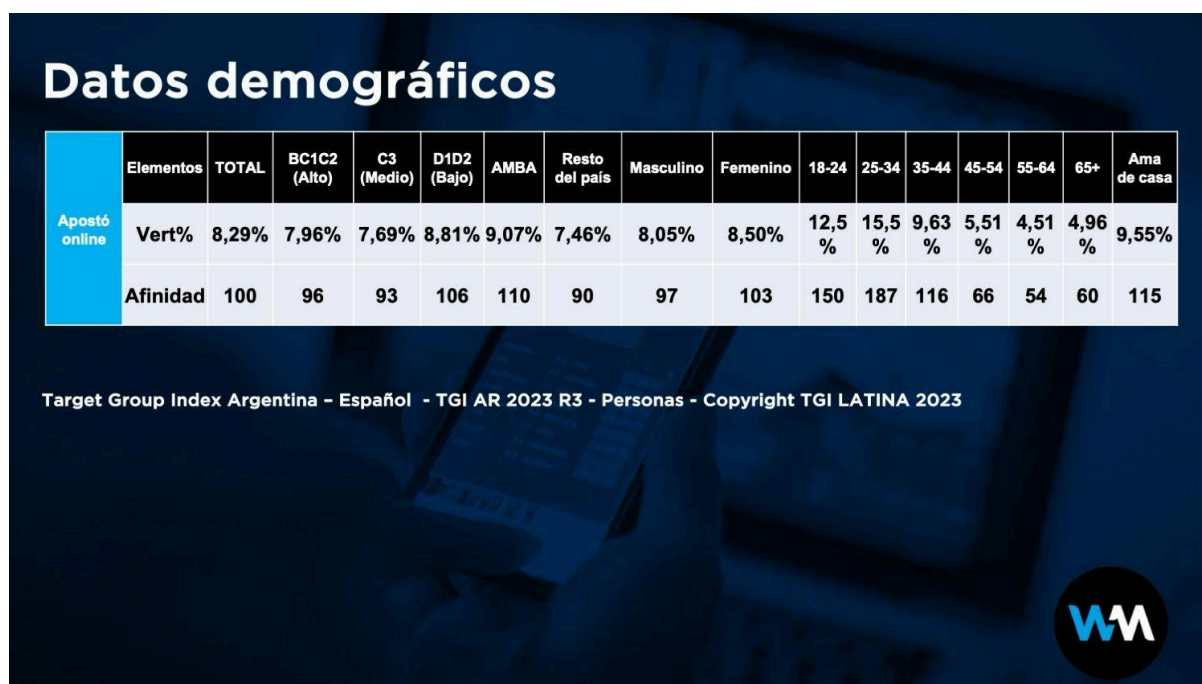 Datos demográficos
Apostó online
Elementos TOTAL BC1C2 (Alto) C3 (Medio) D1D2 (Bajo) AMBA Resto del país Masculino Femenino 18-24 25-34 35-44 45-54 55-64 65+ Ama de casa
Vert% 8,29% 7,96% 7,69% 8,81% 9,07% 7,46% 8,05% 8,50% 12,5% 15,5% 9,63% 5,51% 4,51% 4,96% 9,55%
Afinidad 100 96 93 106 110 90 97 103 150 187 116 66 54 60 115
Target Group Index Argentina – Español - TGI AR 2023 R3 - Personas - Copyright TGI LATINA 2023
WM